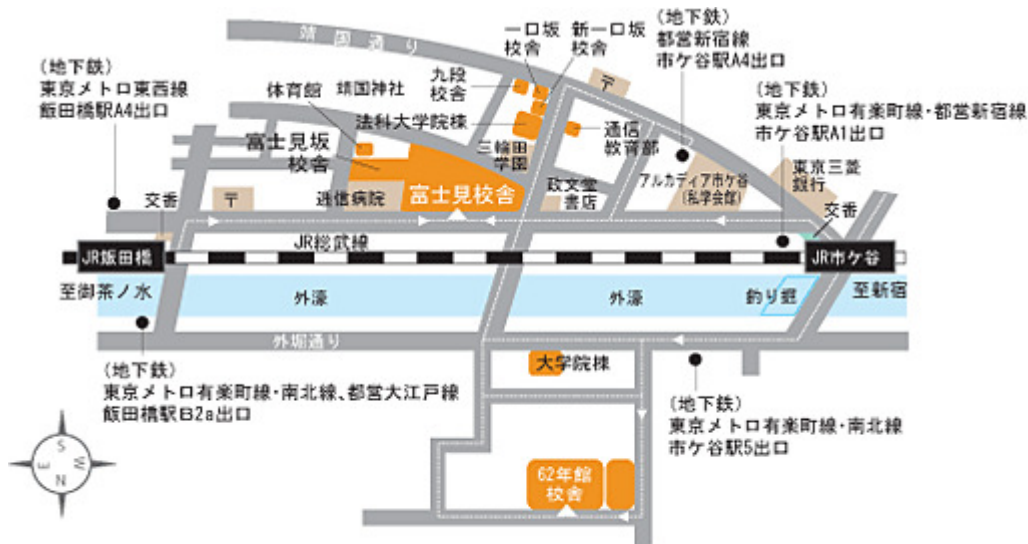 靖国通り
一口坂
校舎
新一口坂
校舎
(地下鉄)
都営新宿線
市ケ谷駅A4出口
(地下鉄)
東京メトロ東西線
飯田橋駅A4出口
体育館
靖国神社
九段
校舎
(地下鉄)
東京メトロ有楽町線・都営新宿線
市ケ谷駅A1出口
法科大学院棟
富士見坂
校舎
三輪田
学園
通信
教育部
東京三菱
銀行
アルカディア市ケ谷
(私学会館)
政文堂
書店
逓信病院
富士見校舎
交番
〒
〒
交番
JR総武線
JR飯田橋
JR市ケ谷
至御茶ノ水
外濠
外濠
釣り堀
至新宿
外堀通り
大学院棟
(地下鉄)
東京メトロ有楽町線・南北線、都営大江戸線
飯田橋駅B2a出口
(地下鉄)
東京メトロ有楽町線・南北線
市ケ谷駅5出口
62年館
校舎
S
E
W
N